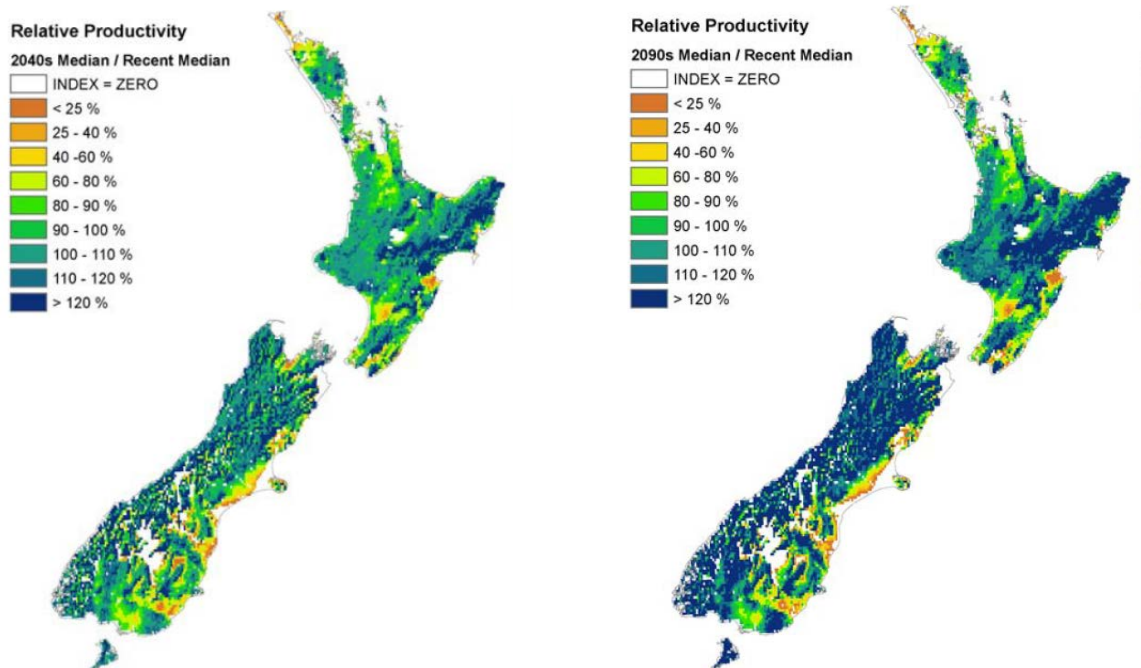 Relative Productivity
2040s Median / Recent Median
INDEX = ZERO
< 25 %
25 - 40 %
40 -60 %
60 - 80 %
80 - 90 %
90 - 100 %
100 - 110 %
110 - 120 %
> 120 %
Relative Productivity
2090s Median / Recent Median
INDEX = ZERO
< 25 %
25 - 40 %
40 -60 %
60 - 80 %
80 - 90 %
90 - 100 %
100 - 110 %
110 - 120 %
> 120 %